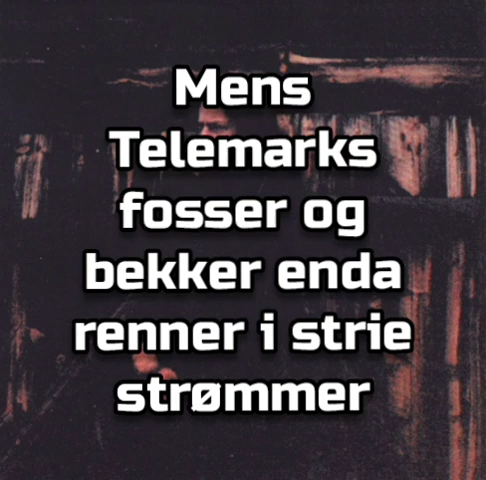 Mens
Telemarks
fosser og
bekker enda
renner i strie
strømmer